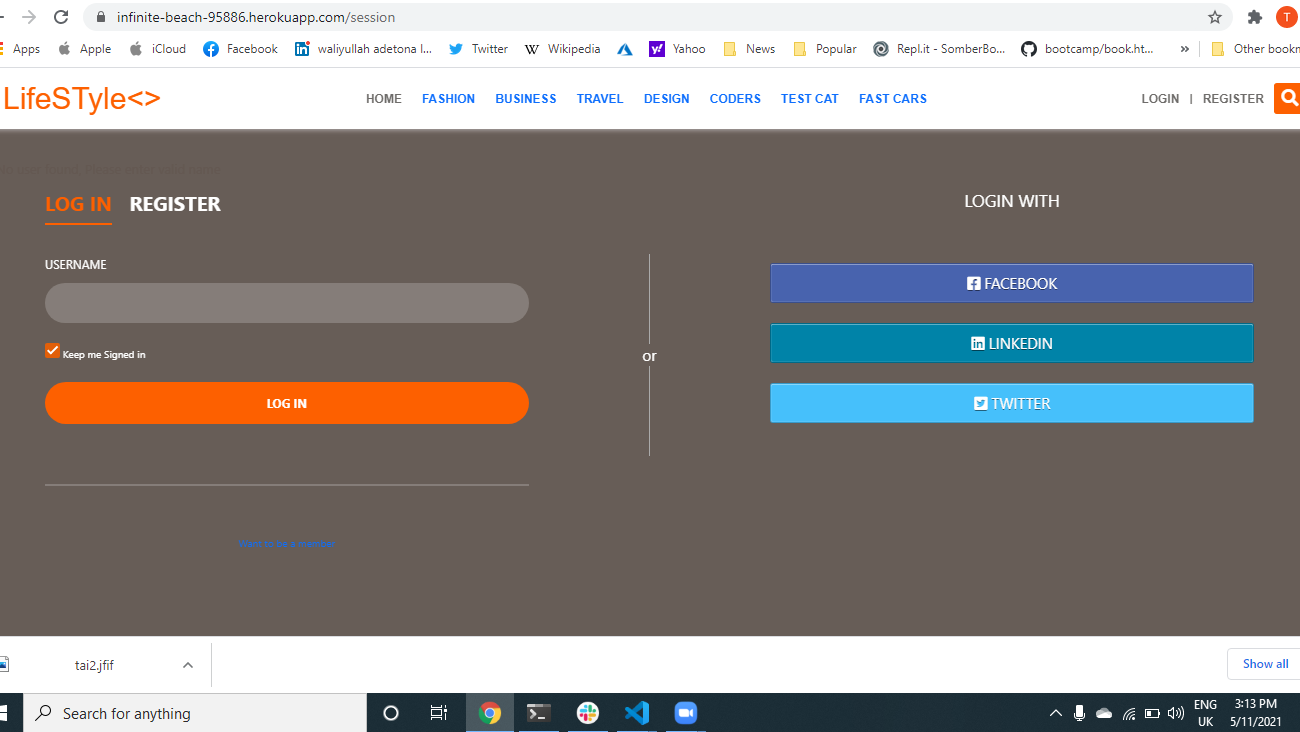 infinite-beach-95886.herokuapp.com/session
T
Apps Apple iCloud Facebook waliyullah adetona l... Twitter Wikipedia Yahoo News Popular Repl.it - SomberBo... bootcamp/book.ht... » Other bookm
LifeSTyle<>
HOME FASHION BUSINESS TRAVEL DESIGN CODERS TEST CAT FAST CARS
LOGIN | REGISTER
LOG IN REGISTER
LOGIN WITH
USERNAME
FACEBOOK
Keep me Signed in
LINKEDIN
or
LOG IN
TWITTER
tai2.jfif
Show all
Search for anything
ENG
UK
3:13 PM
5/11/2021